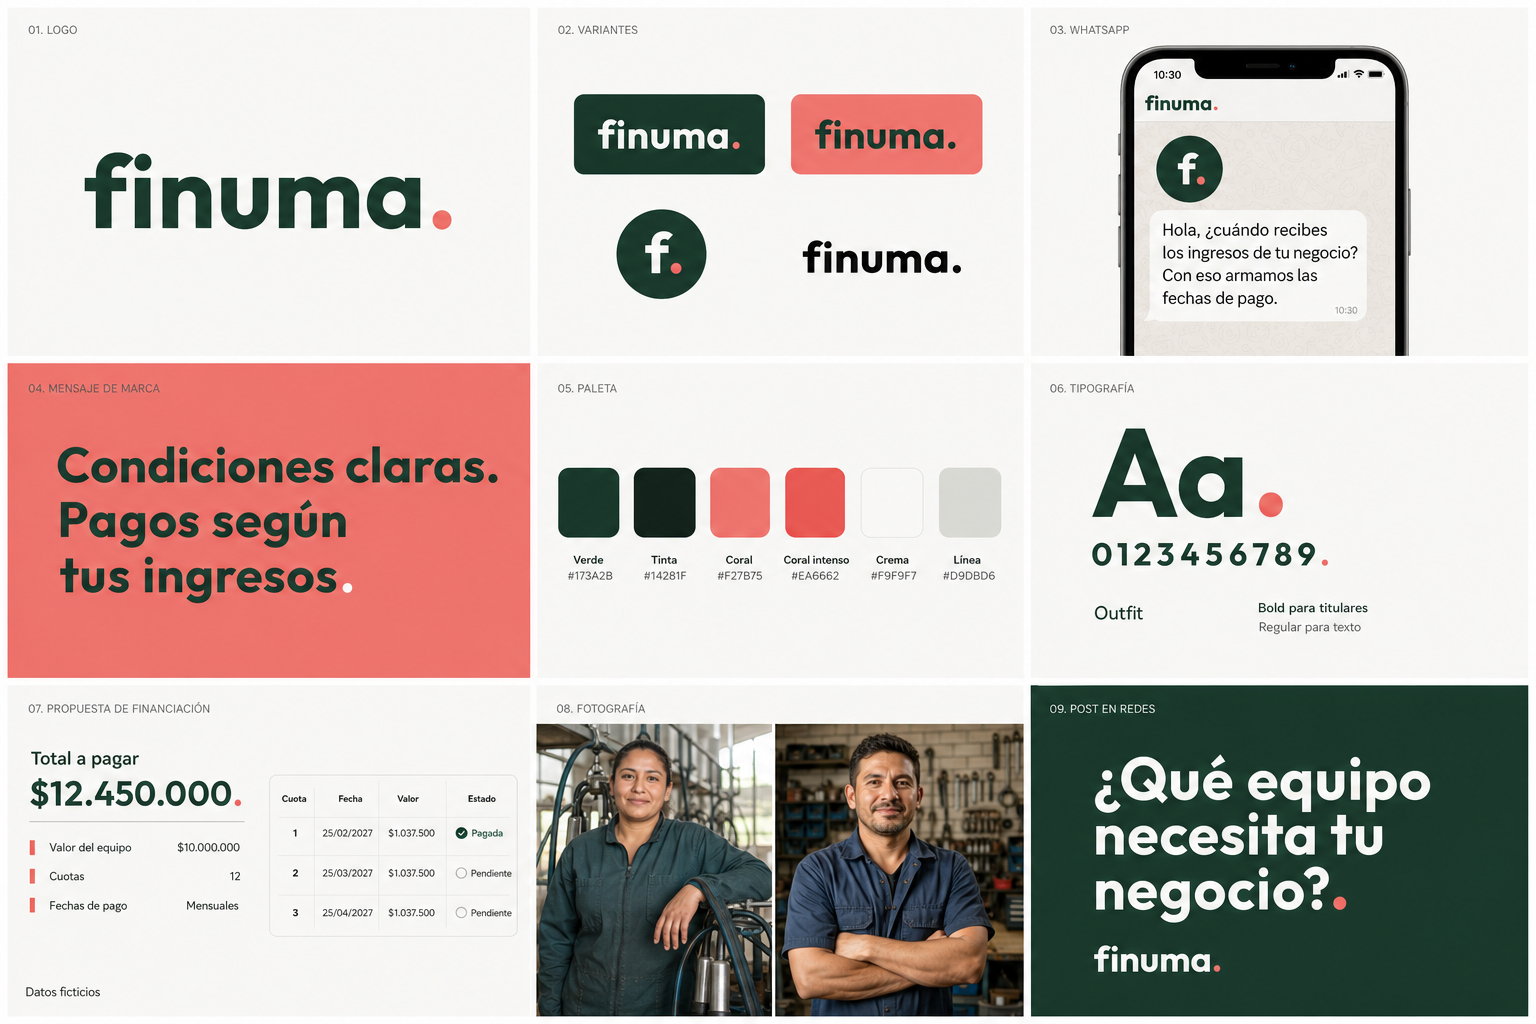 01. LOGO
finuma.
02. VARIANTES
finuma.
finuma.
f.
finuma.
03. WHATSAPP
10:30
finuma.
f.
Hola, ¿cuándo recibes
los ingresos de tu negocio?
Con eso armamos las
fechas de pago.
10:30
04. MENSAJE DE MARCA
Condiciones claras.
Pagos según
tus ingresos.
05. PALETA
Verde
#173A2B
Tinta
#14281F
Coral
#F27B75
Coral intenso
#EA6662
Crema
#F9F9F7
Línea
#D9DBD6
06. TIPOGRAFÍA
Aa.
0123456789.
Outfit
Bold para titulares
Regular para texto
07. PROPUESTA DE FINANCIACIÓN
Total a pagar
$12.450.000.
Valor del equipo $10.000.000
Cuotas 12
Fechas de pago Mensuales
Cuota Fecha Valor Estado
1 25/02/2027 $1.037.500 Pagada
2 25/03/2027 $1.037.500 Pendiente
3 25/04/2027 $1.037.500 Pendiente
Datos ficticios
08. FOTOGRAFÍA
09. POST EN REDES
¿Qué equipo
necesita tu
negocio?.
finuma.